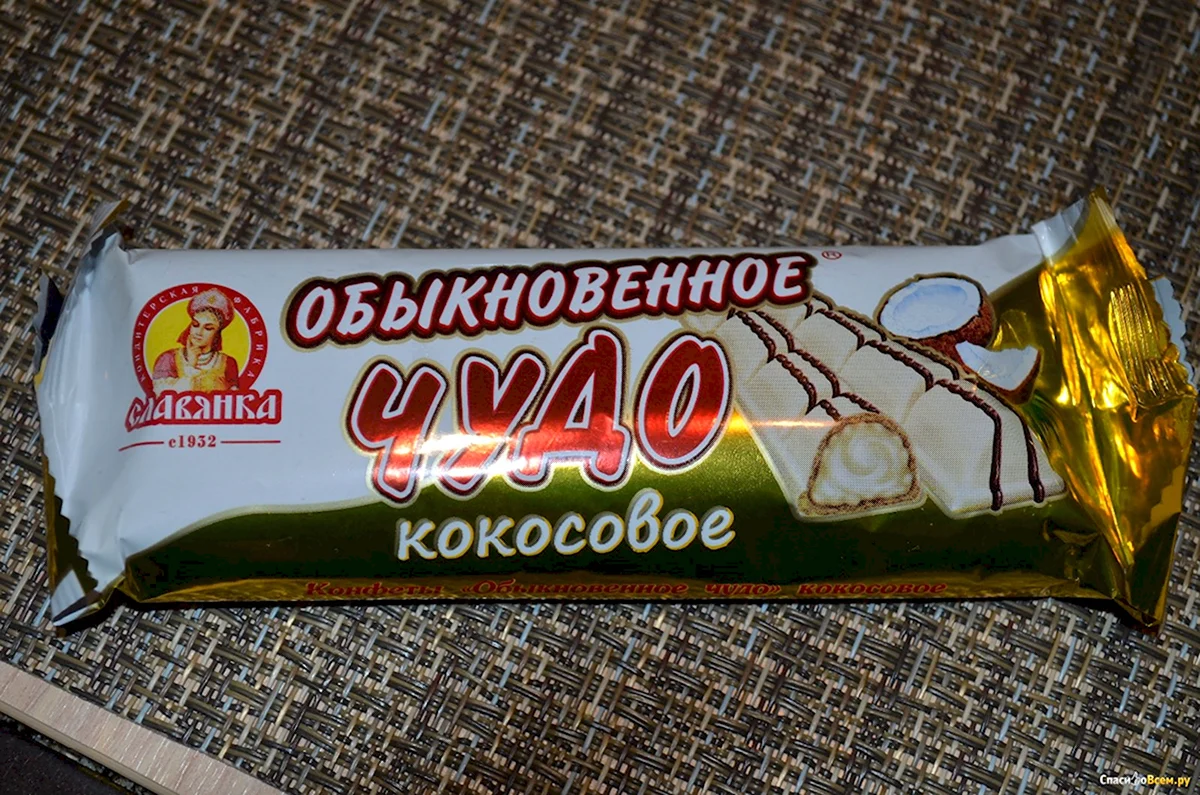 КОНДИТЕРСКАЯ ФАБРИКА
СЛАВЯНКА
с1932
ОБЫКНОВЕННОЕ®
ЧУДО
кокосовое
Конфеты «Обыкновенное чудо» кокосовое
СпасибоВсем.ру